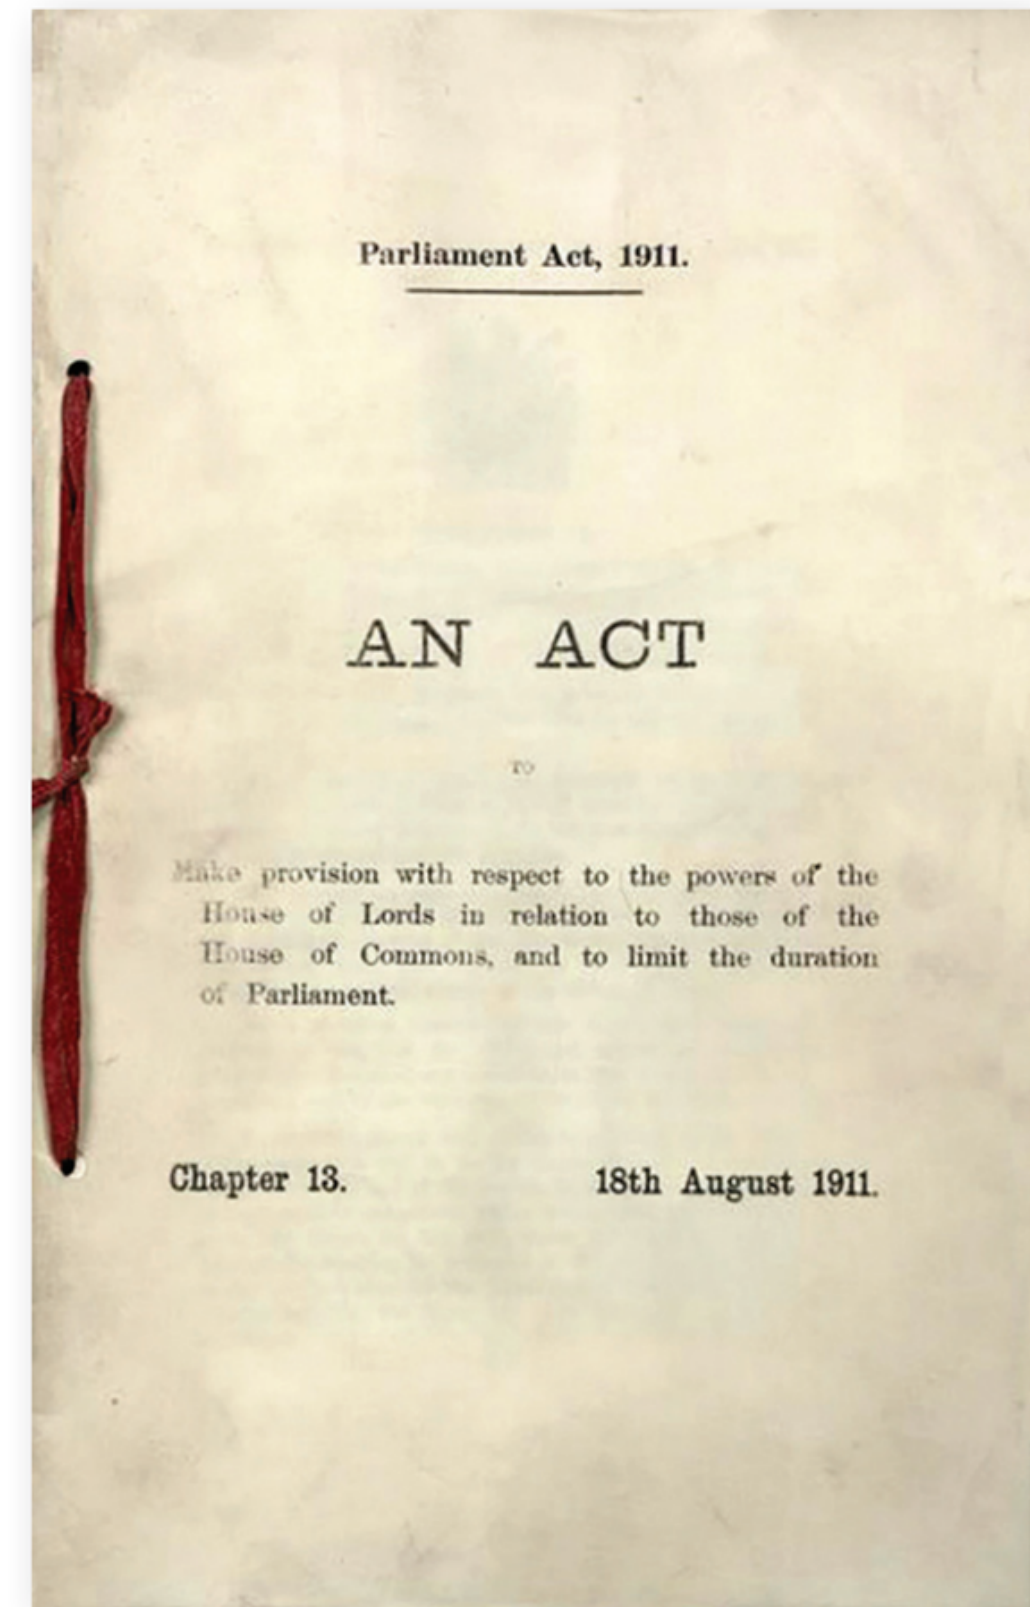 Parliament Act, 1911.
AN ACT
TO
Make provision with respect to the powers of the
House of Lords in relation to those of the
House of Commons, and to limit the duration
of Parliament.
Chapter 13. 18th August 1911.